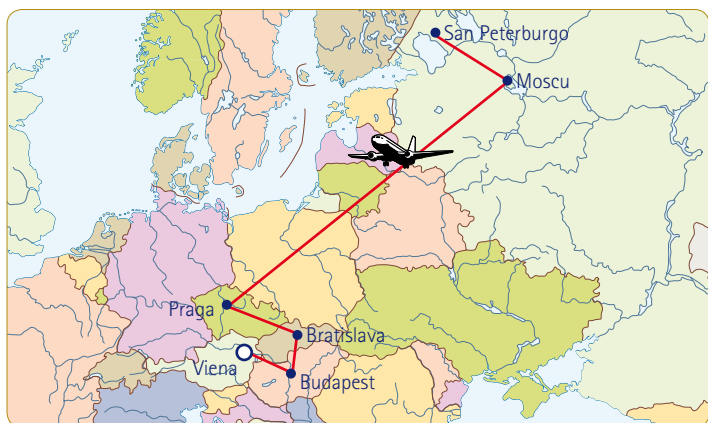 San Peterburgo
Moscu
Praga
Bratislava
Viena
Budapest